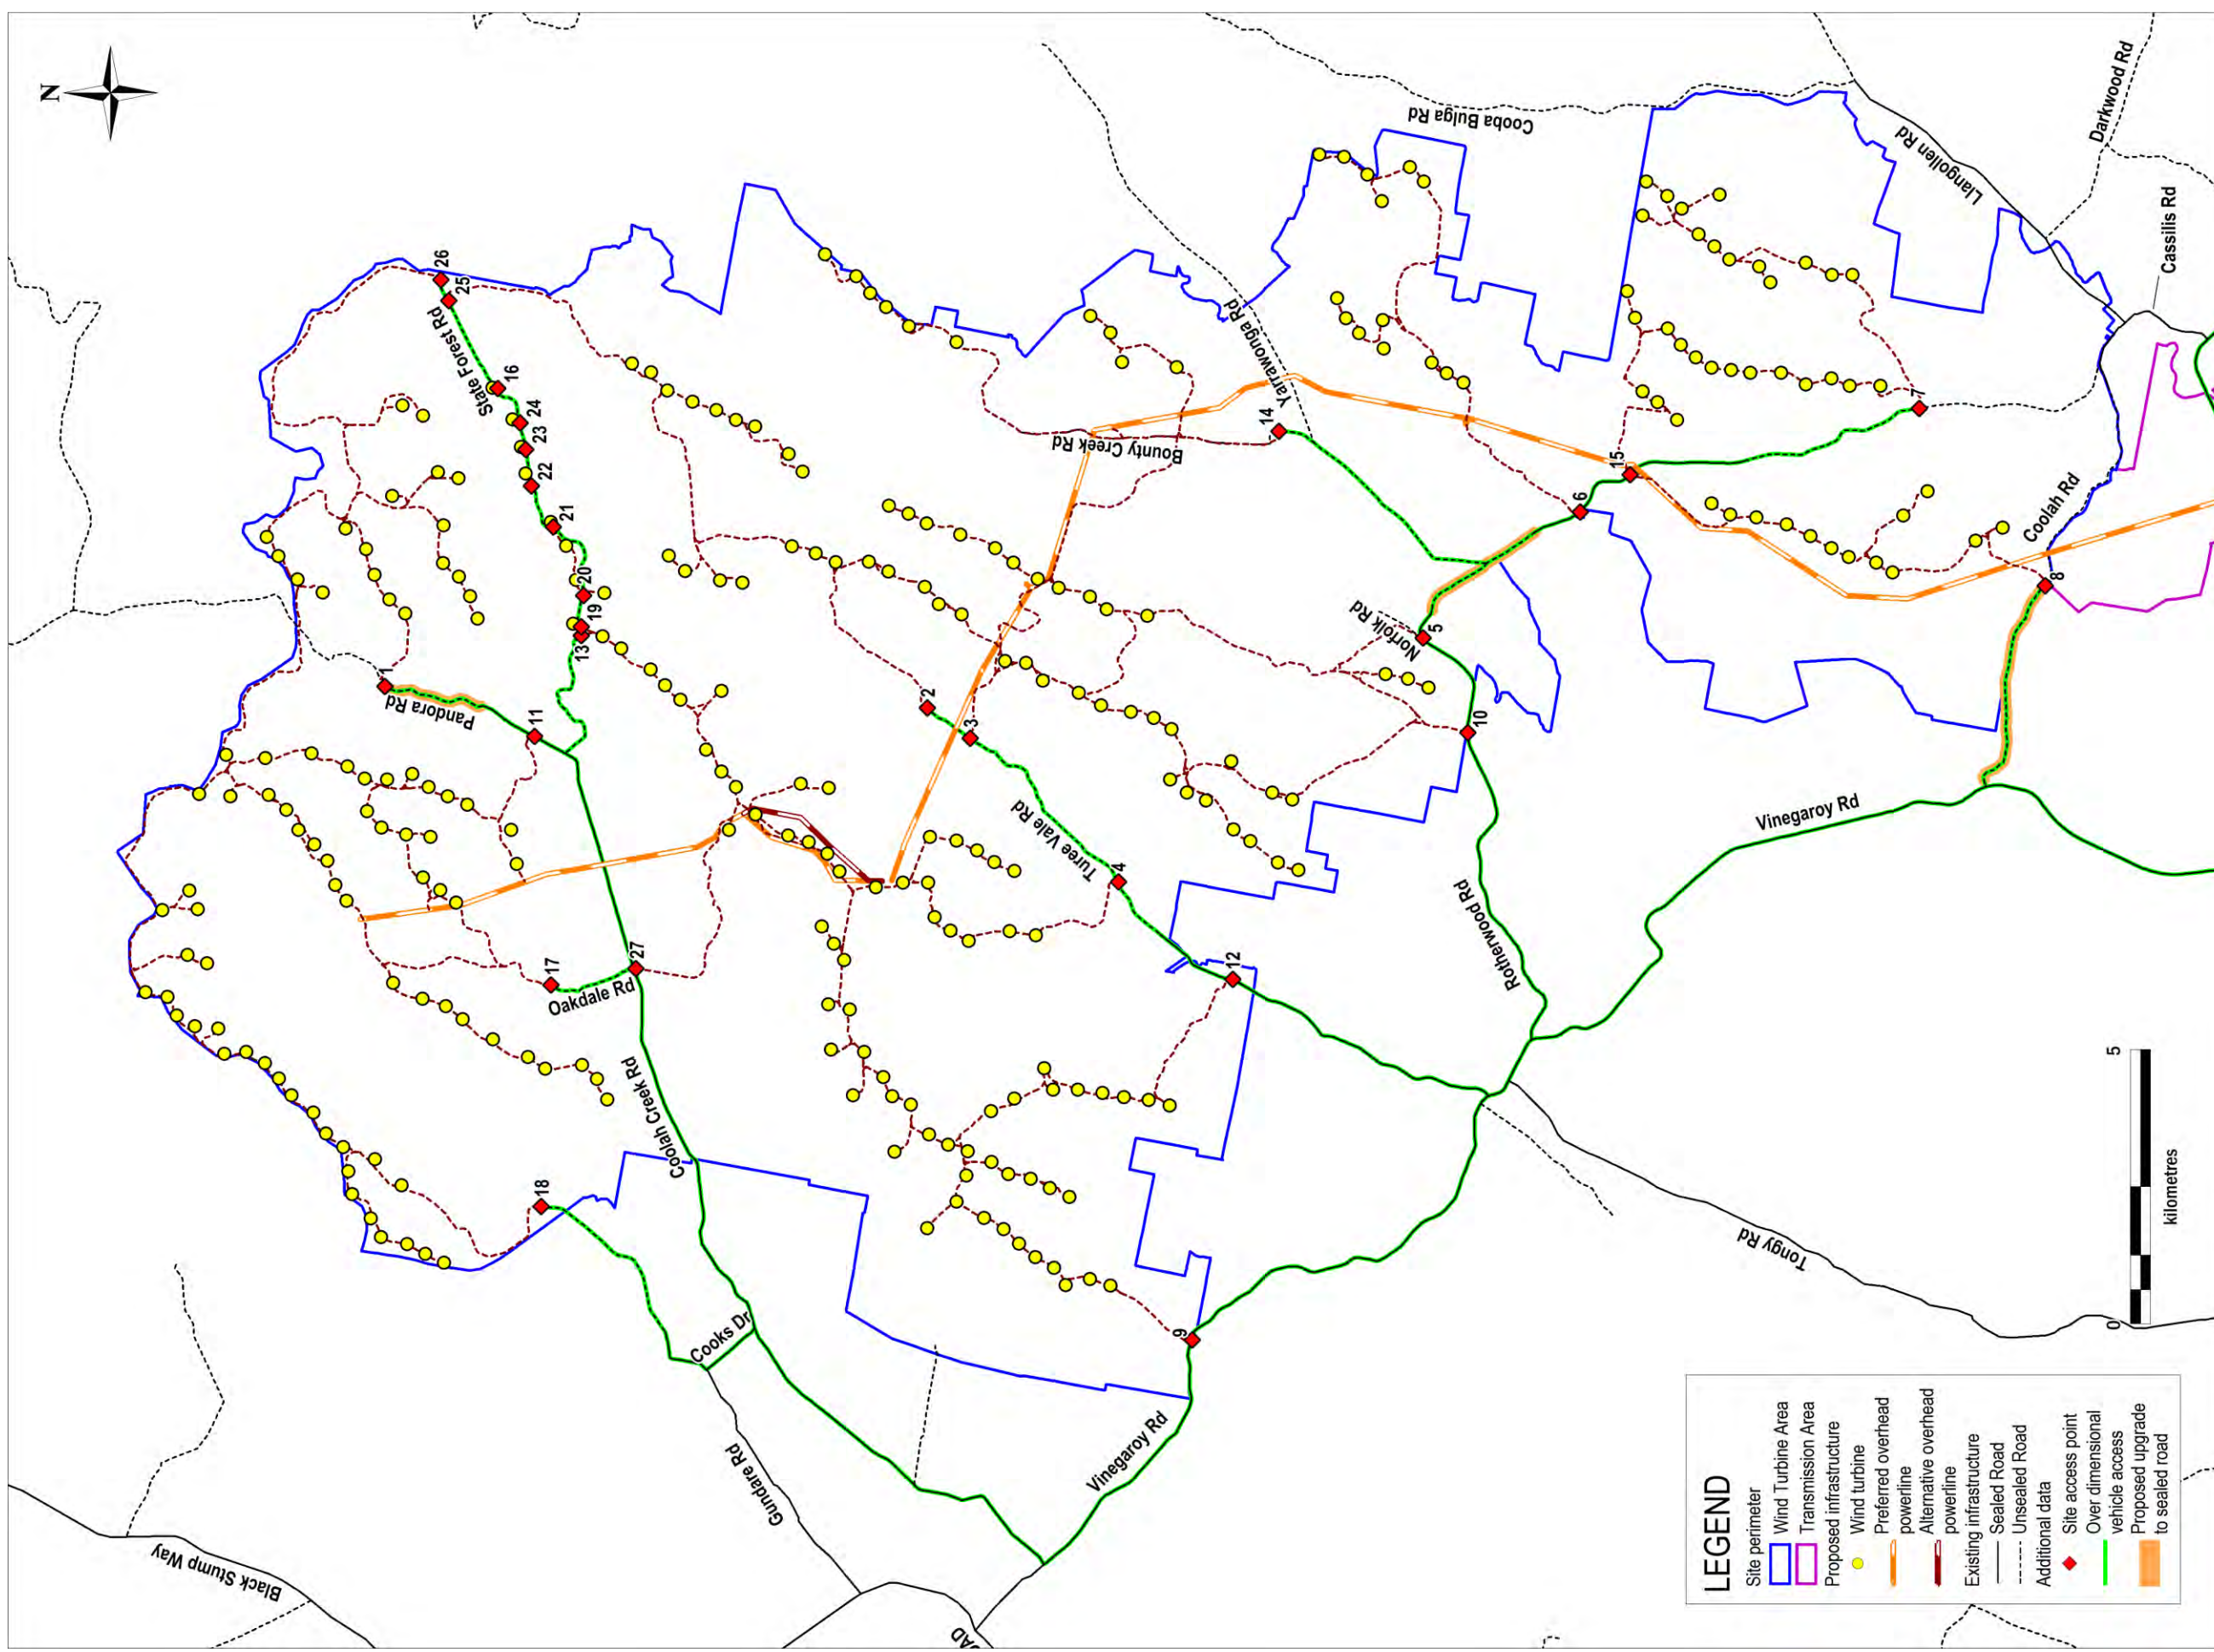 N
26
25
State Forest Rd
16
24
23
22
21
20
19
13
1
Pandora Rd
11
17
27
Oakdale Rd
Coolah Creek Rd
18
Cooks Dr
Gundare Rd
Black Stump Way
Vinegaroy Rd
9
2
3
Turee Vale Rd
4
12
Bounty Creek Rd
Yarrawonga Rd
14
Cooba Bulga Rd
Llangollen Rd
Darkwood Rd
Cassilis Rd
15
6
7
Norfolk Rd
5
10
Coolah Rd
8
Rotherwood Rd
Vinegaroy Rd
Tongy Rd
0
5
kilometres
LEGEND
Site perimeter
Wind Turbine Area
Transmission Area
Proposed infrastructure
Wind turbine
Preferred overhead
powerline
Alternative overhead
powerline
Existing infrastructure
Sealed Road
Unsealed Road
Additional data
Site access point
Over dimensional
vehicle access
Proposed upgrade
to sealed road